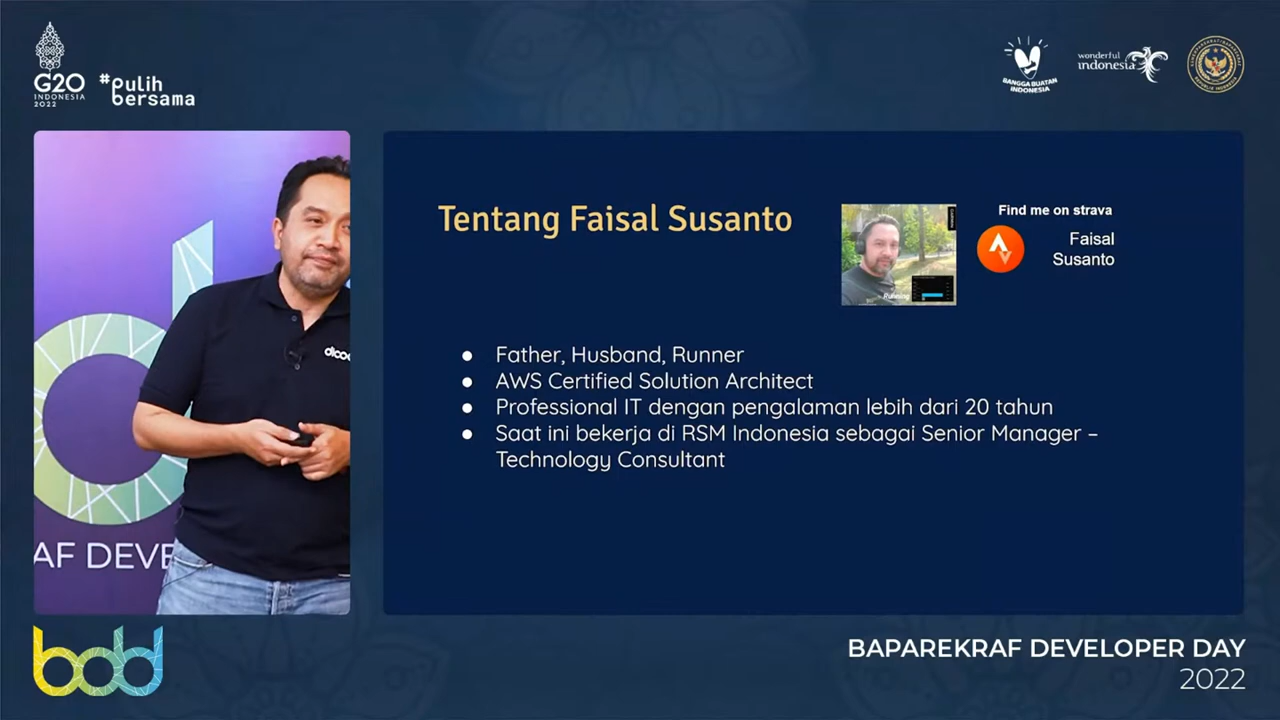 G20
INDONESIA
2022
#pulih
bersama
BANGGA BUATAN
INDONESIA
wonderful
indonesia
dicod
AF DEVE
Tentang Faisal Susanto
Find me on strava
Faisal
Susanto
Running
● Father, Husband, Runner
● AWS Certified Solution Architect
● Professional IT dengan pengalaman lebih dari 20 tahun
● Saat ini bekerja di RSM Indonesia sebagai Senior Manager –
Technology Consultant
bdd
BAPAREKRAF DEVELOPER DAY
2022